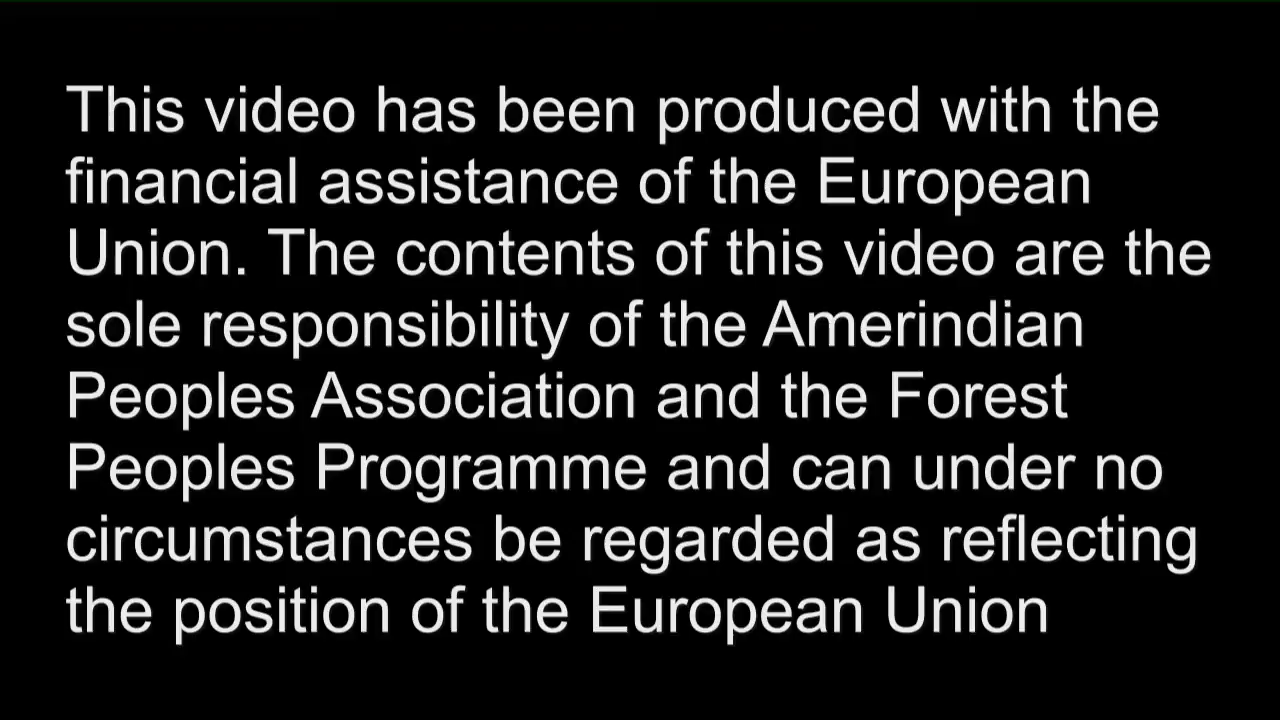 This video has been produced with the
financial assistance of the European
Union. The contents of this video are the
sole responsibility of the Amerindian
Peoples Association and the Forest
Peoples Programme and can under no
circumstances be regarded as reflecting
the position of the European Union